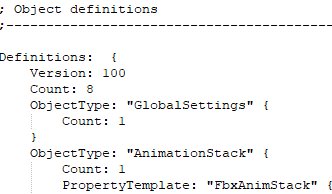 ; Object definitions
;------------------------------------------
Definitions:  {
    Version: 100
    Count: 8
    ObjectType: "GlobalSettings" {
        Count: 1
    }
    ObjectType: "AnimationStack" {
        Count: 1
        PropertyTemplate: "FbxAnimStack" {